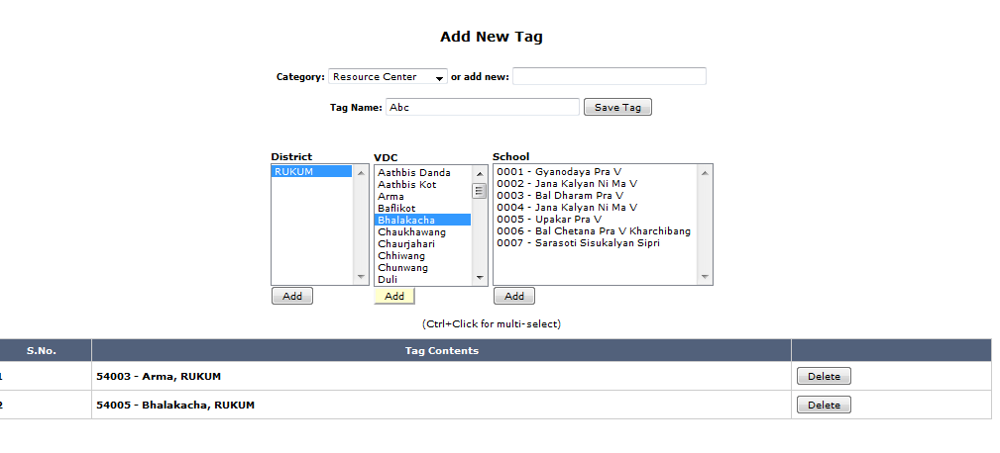 Add New Tag
Category: Resource Center or add new:
Tag Name: Abc Save Tag
District VDC School
RUKUM
Aathbis Danda
Aathbis Kot
Arma
Baflikot
Bhalakacha
Chaukhawang
Chaurjahari
Chhiwang
Chunwang
Duli
0001 - Gyanodaya Pra V
0002 - Jana Kalyan Ni Ma V
0003 - Bal Dharam Pra V
0004 - Jana Kalyan Ni Ma V
0005 - Upakar Pra V
0006 - Bal Chetana Pra V Kharchibang
0007 - Sarasoti Sisukalyan Sipri
Add Add Add
(Ctrl+Click for multi-select)
S.No. Tag Contents
1 54003 - Arma, RUKUM Delete
2 54005 - Bhalakacha, RUKUM Delete